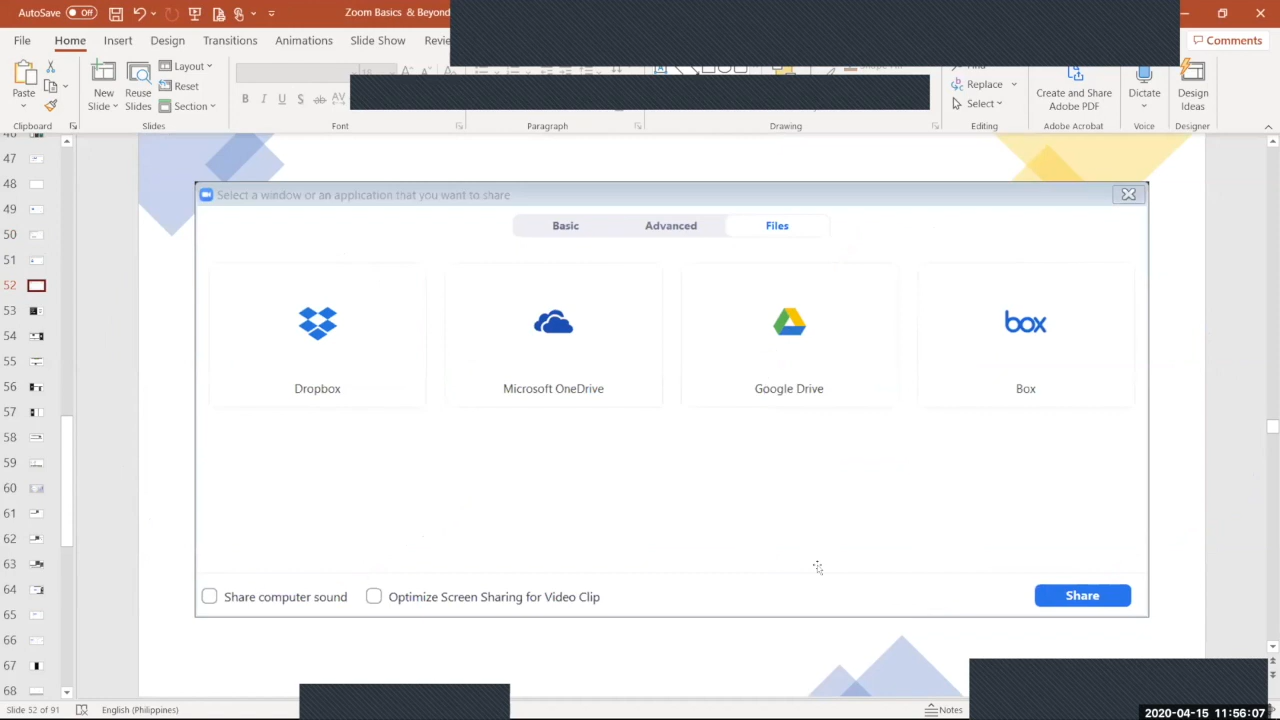 AutoSave Off Zoom Basics & Beyond
File Home Insert Design Transitions Animations Slide Show Comments
Paste New Slide Reuse Slides Layout Reset Section
B I U S ab AV
Replace Select Create and Share Adobe PDF Dictate Design Ideas
Clipboard Slides Font Paragraph Drawing Editing Adobe Acrobat Voice Designer
47
48
49
50
51
52
53
54
55
56
57
58
59
60
61
62
63
64
65
66
67
68
Select a window or an application that you want to share
Basic Advanced Files
box
Dropbox Microsoft OneDrive Google Drive Box
Share computer sound Optimize Screen Sharing for Video Clip Share
Slide 52 of 91 English (Philippines) Notes
2020-04-15 11:56:07